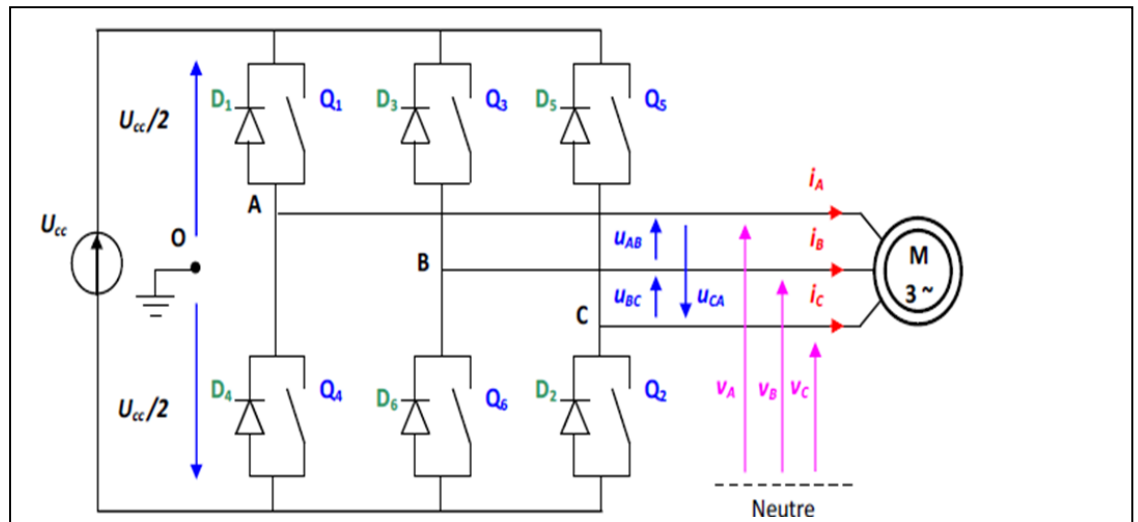 D1 Q1 D3 Q3 D5 Q5
Ucc/2
A
iA
Ucc
O
uAB
iB
M
3 ~
B
uBC
uCA
iC
C
D4 Q4 D6 Q6 D2 Q2
Ucc/2
vA vB vC
Neutre